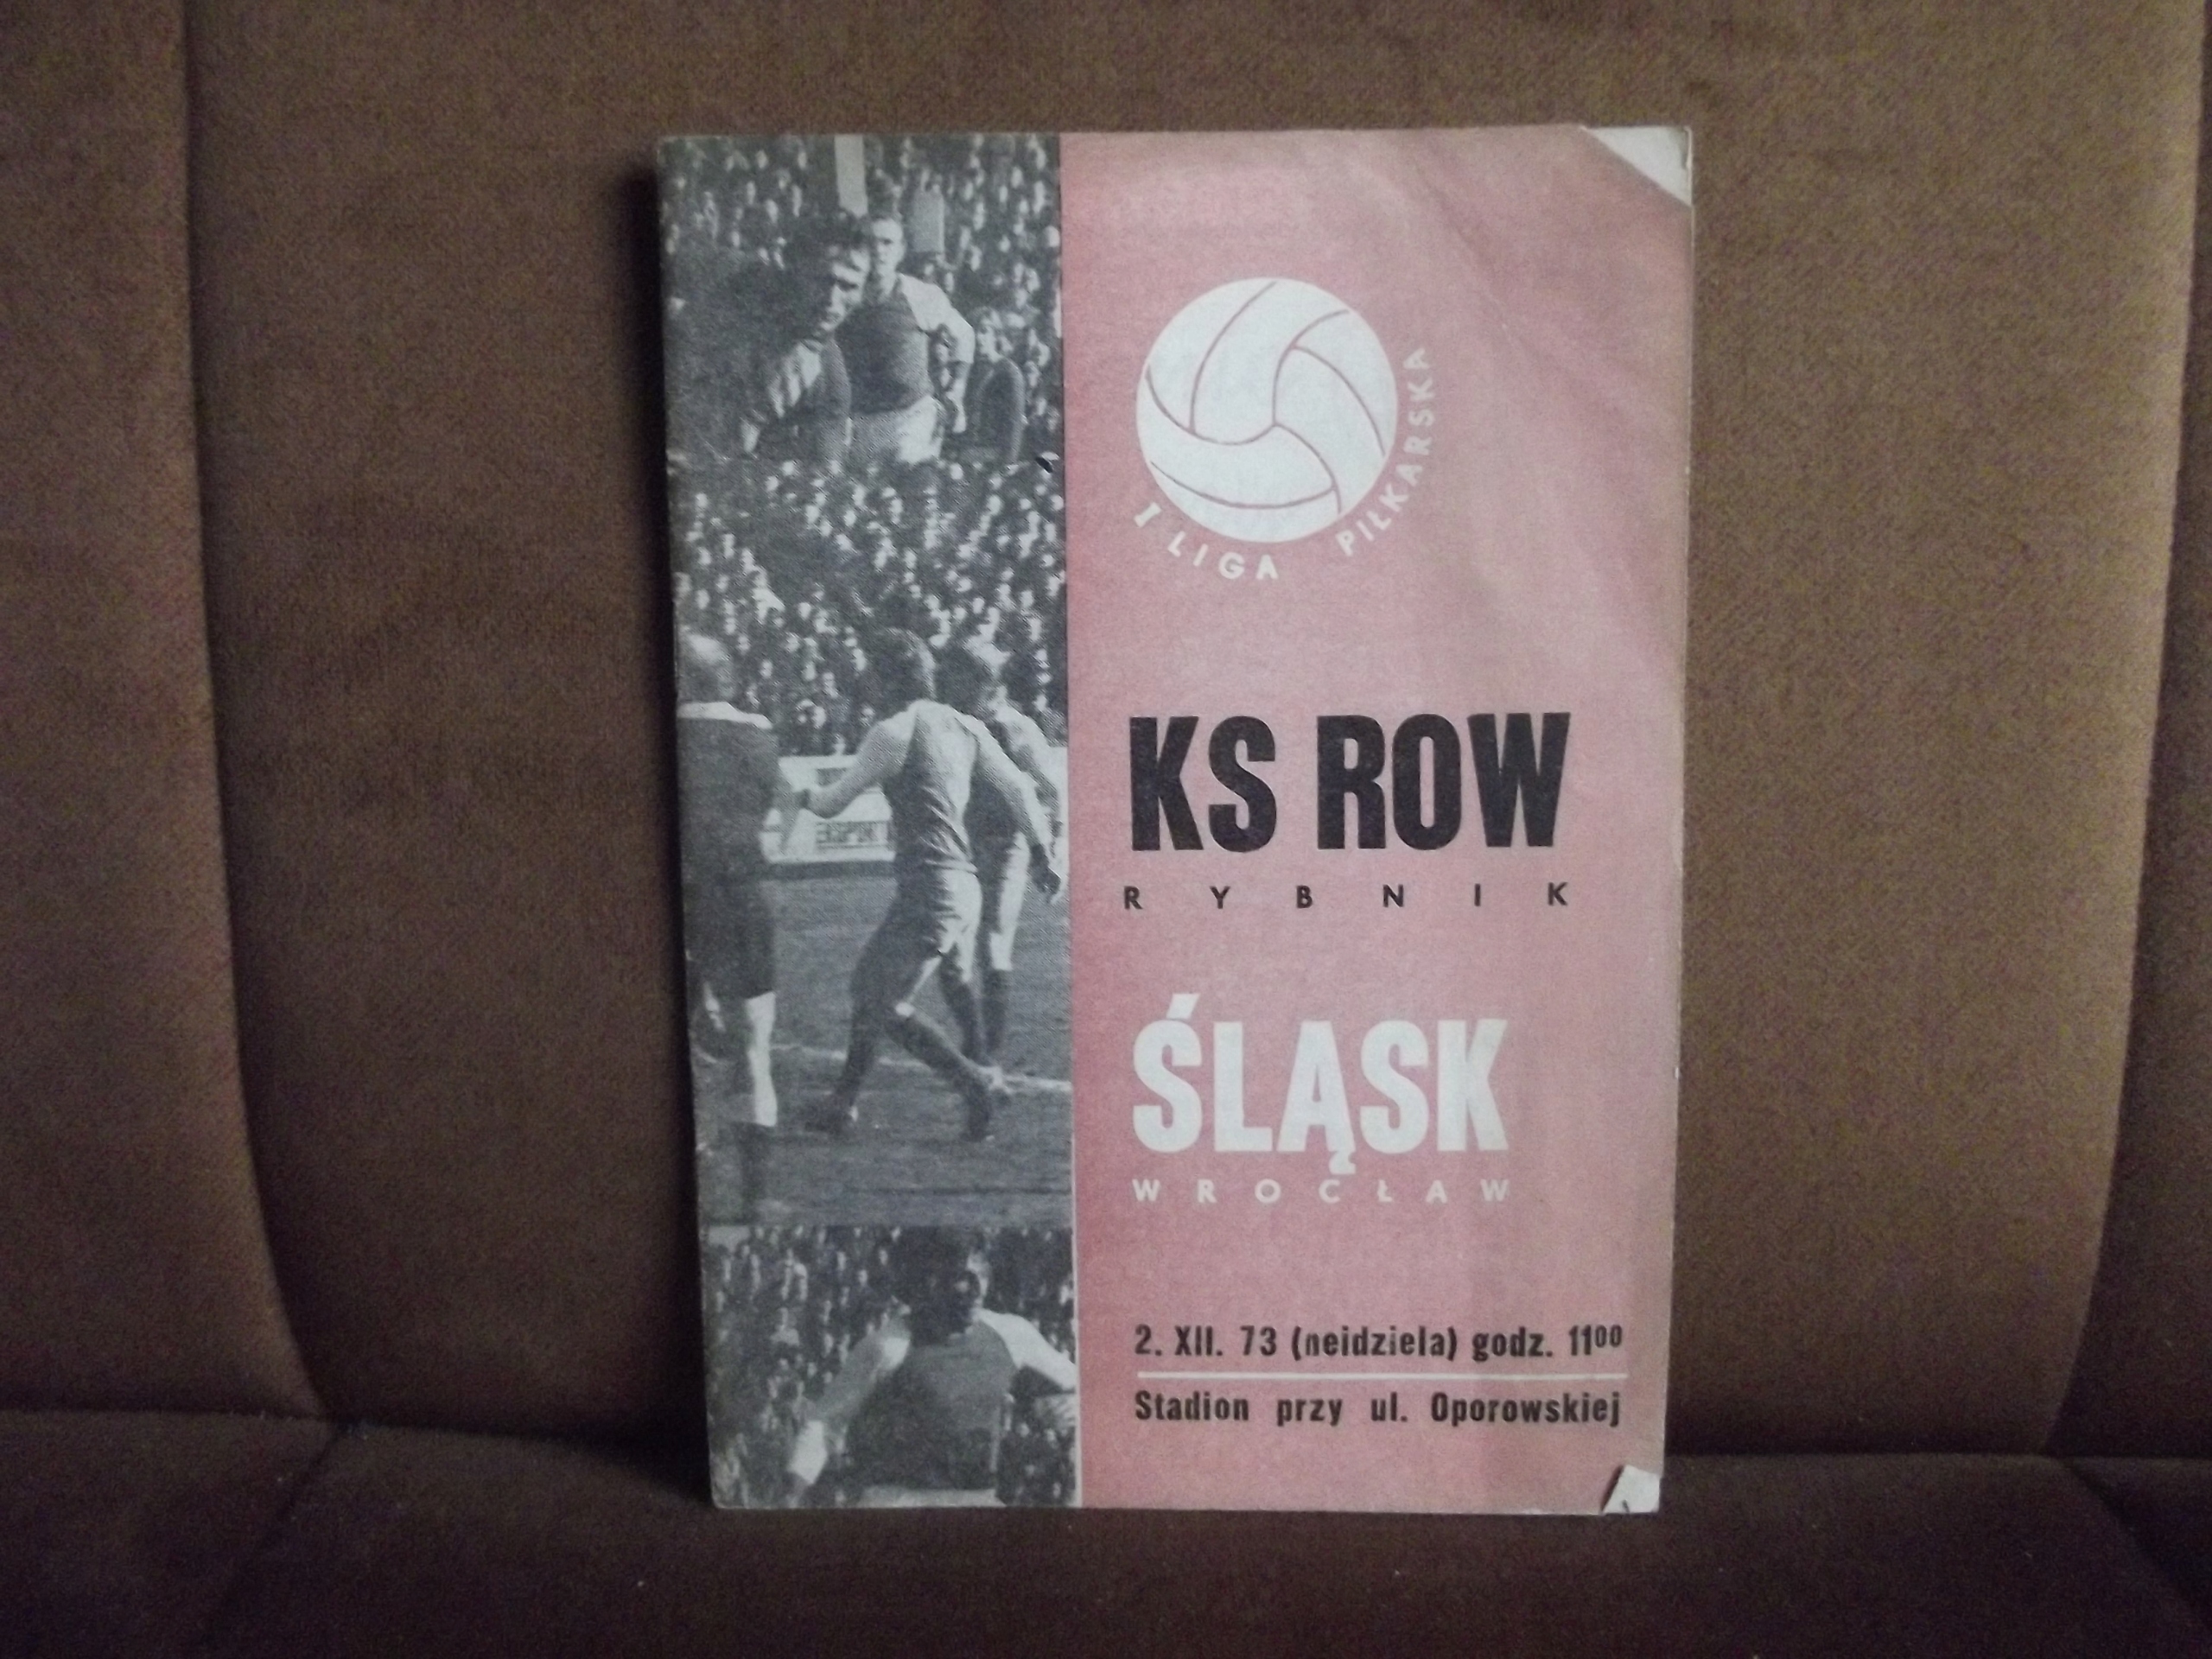 I LIGA PIŁKARSKA
KS ROW
RYBNIK
ŚLĄSK
WROCŁAW
2. XII. 73 (neidziela) godz. 11⁰⁰
Stadion przy ul. Oporowskiej